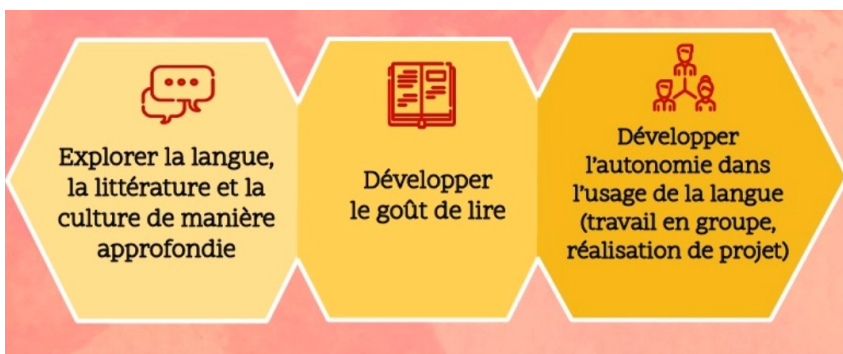 Explorer la langue,
la littérature et la
culture de manière
approfondie
Développer
le goût de lire
Développer
l'autonomie dans
l'usage de la langue
(travail en groupe,
réalisation de projet)